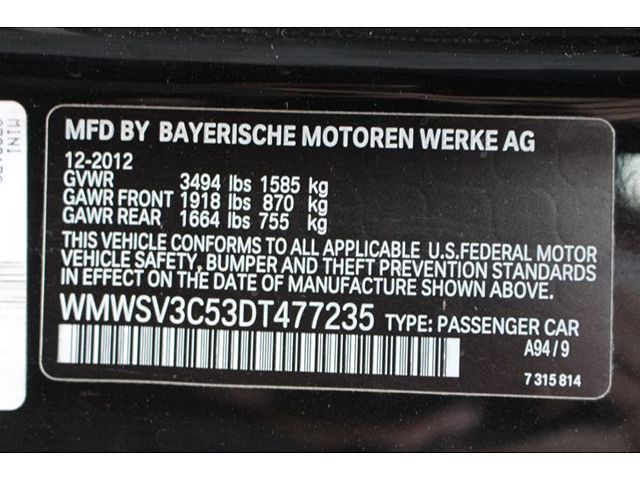 MFD BY BAYERISCHE MOTOREN WERKE AG
12-2012
GVWR 3494 lbs 1585 kg
GAWR FRONT 1918 lbs 870 kg
GAWR REAR 1664 lbs 755 kg
THIS VEHICLE CONFORMS TO ALL APPLICABLE U.S.FEDERAL MOTOR
VEHICLE SAFETY, BUMPER AND THEFT PREVENTION STANDARDS
IN EFFECT ON THE DATE OF MANUFACTURE SHOWN ABOVE.
WMWSV3C53DT477235 TYPE: PASSENGER CAR
A94/9
7 315 814
MINI